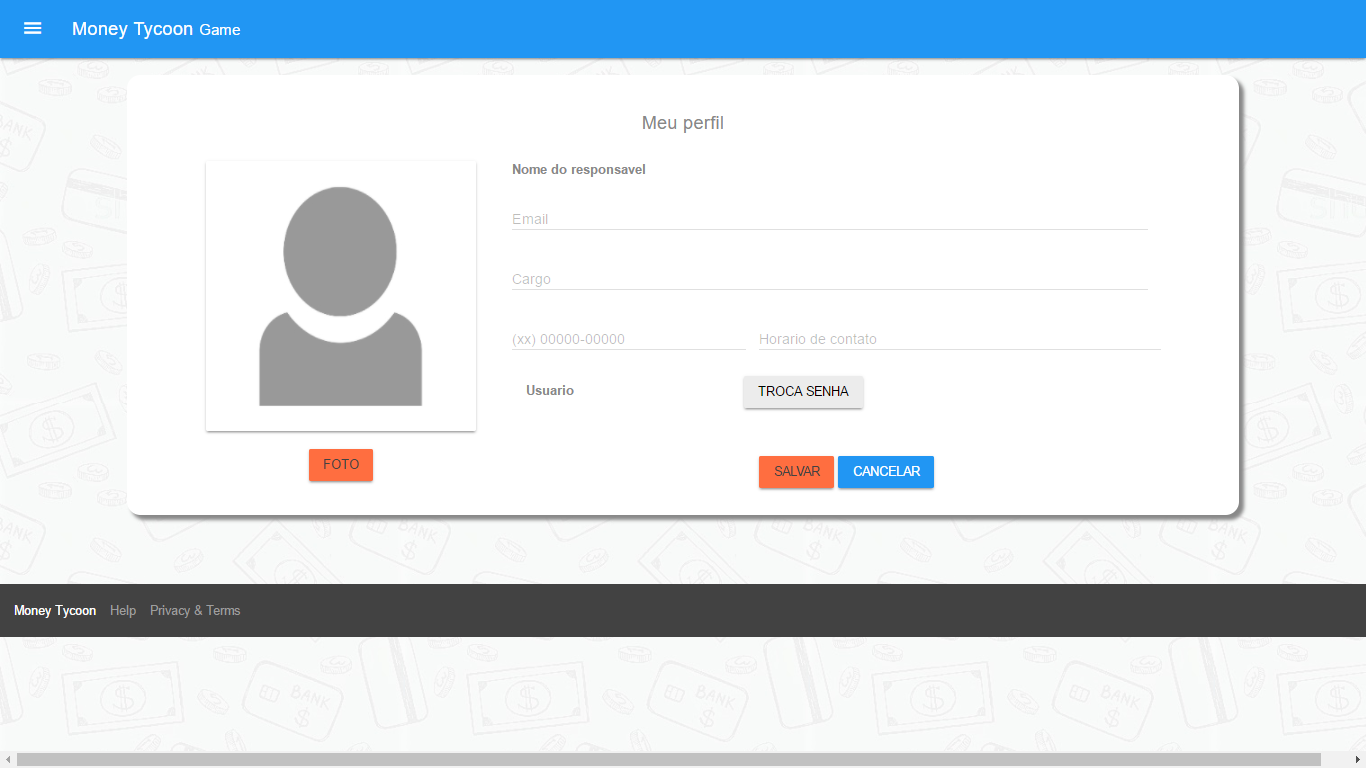 Money Tycoon Game
Meu perfil
Nome do responsavel
Email
Cargo
(xx) 00000-00000 Horario de contato
Usuario TROCA SENHA
FOTO
SALVAR CANCELAR
Money Tycoon Help Privacy & Terms
BANK $